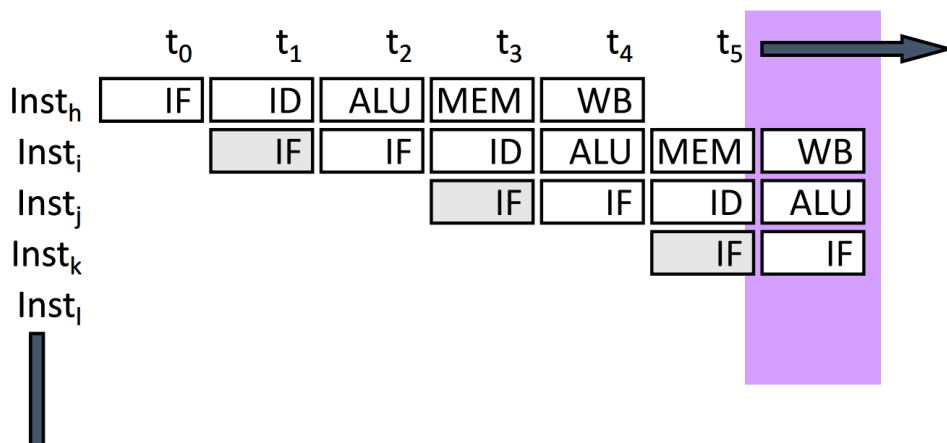 t0 t1 t2 t3 t4 t5
Insth IF ID ALU MEM WB
Insti IF IF ID ALU MEM WB
Instj IF IF ID ALU
Instk IF IF
Instl